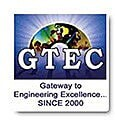 GTEC
Gateway to
Engineering Excellence...
SINCE 2000